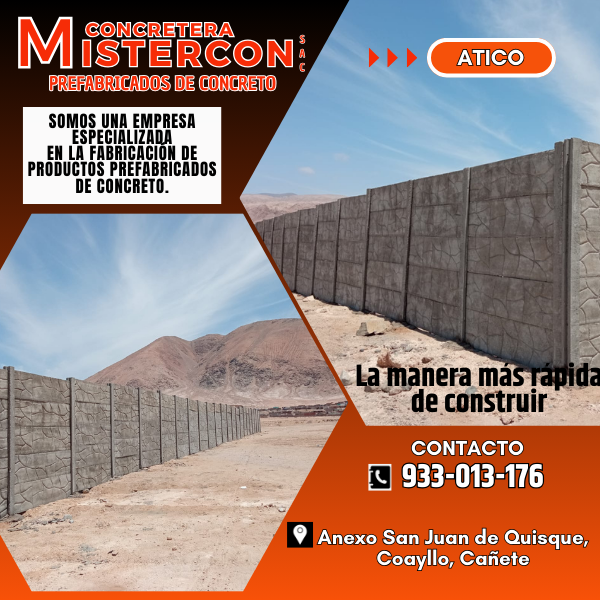 CONCRETERA
MISTERCON
SAC
PREFABRICADOS DE CONCRETO
ATICO
SOMOS UNA EMPRESA
ESPECIALIZADA
EN LA FABRICACIÓN DE
PRODUCTOS PREFABRICADOS
DE CONCRETO.
La manera más rápida
de construir
CONTACTO
933-013-176
Anexo San Juan de Quisque,
Coayllo, Cañete